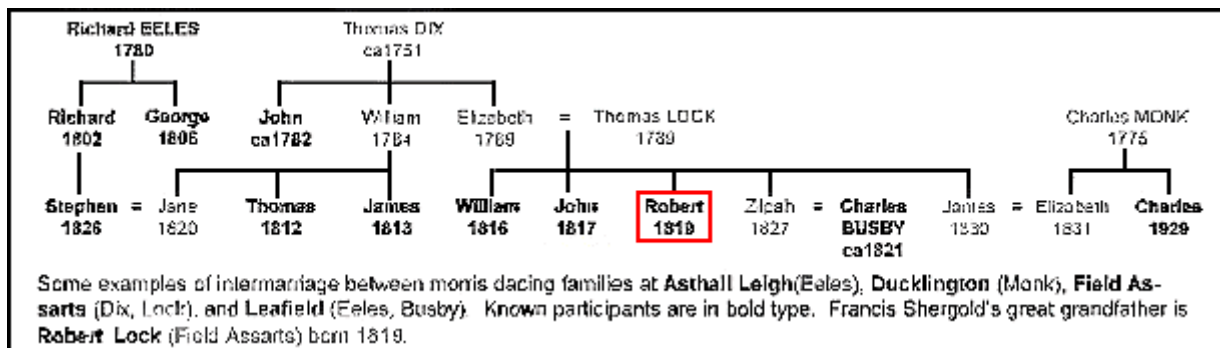 Richard EELES Thomas DIX
1780 ca1751
Richard George John William Elizabeth = Thomas LOCK Charles MONK
1802 1806 ca1782 1784 1789 1789 1775
Stephen = Jane Thomas James William John Robert Zipah = Charles James = Elizabeth Charles
1826 1820 1812 1813 1816 1817 1819 1827 BUSBY 1830 1831 1929
ca1821
Some examples of intermarriage between morris dacing families at Asthall Leigh(Eeles), Ducklington (Monk), Field As-
sarts (Dix, Lock), and Leafield (Eeles, Busby). Known participants are in bold type. Francis Shergold's great grandfather is
Robert Lock (Field Assarts) born 1819.